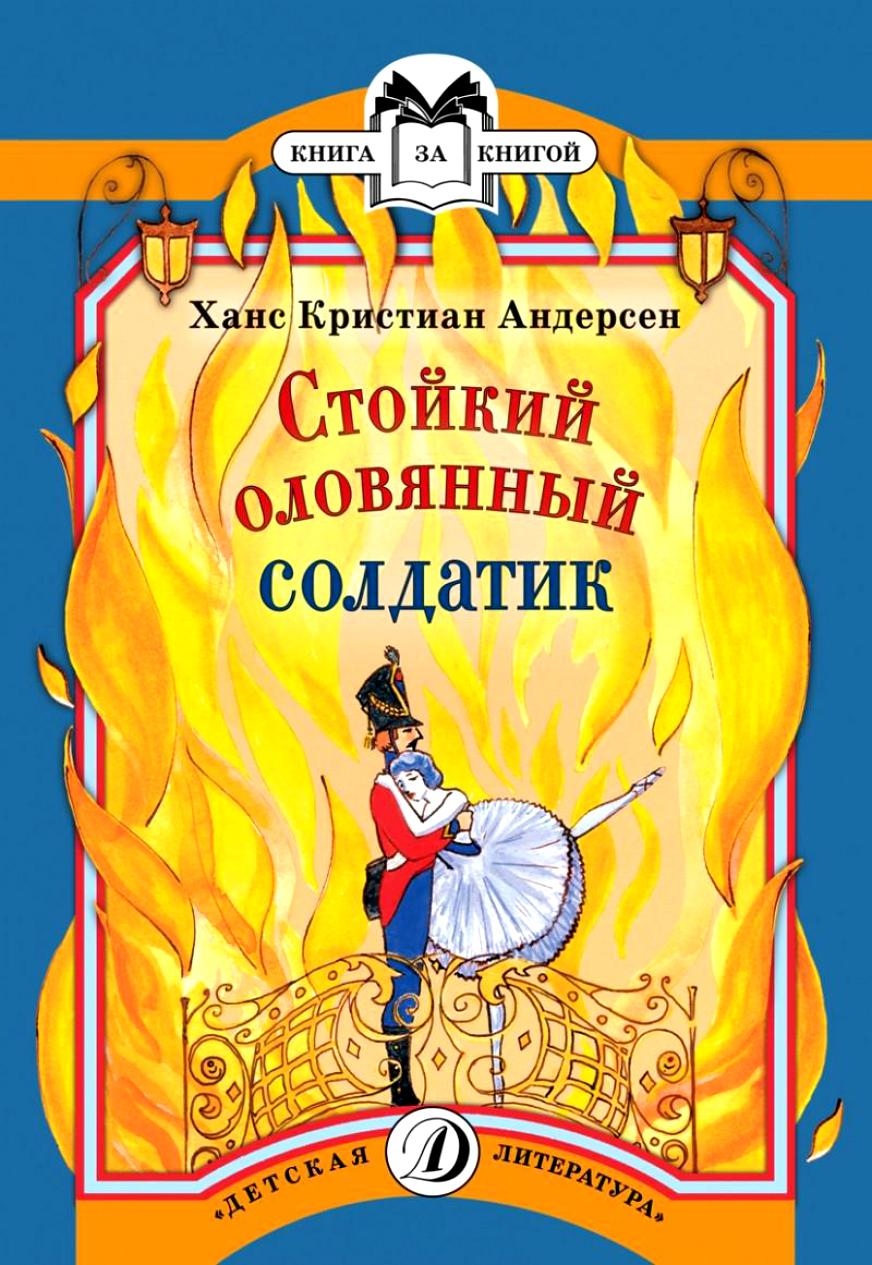 КНИГА ЗА КНИГОЙ
Ханс Кристиан Андерсен
Стойкий
оловянный
солдатик
Д
«ДЕТСКАЯ ЛИТЕРАТУРА»